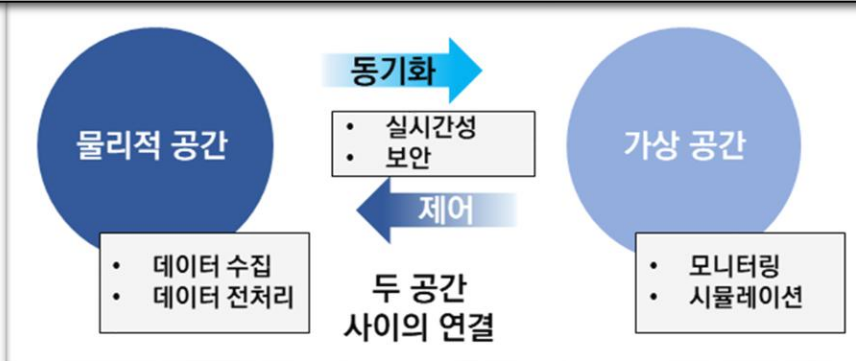 물리적 공간
• 데이터 수집
• 데이터 전처리
동기화
• 실시간성
• 보안
제어
두 공간
사이의 연결
가상 공간
• 모니터링
• 시뮬레이션